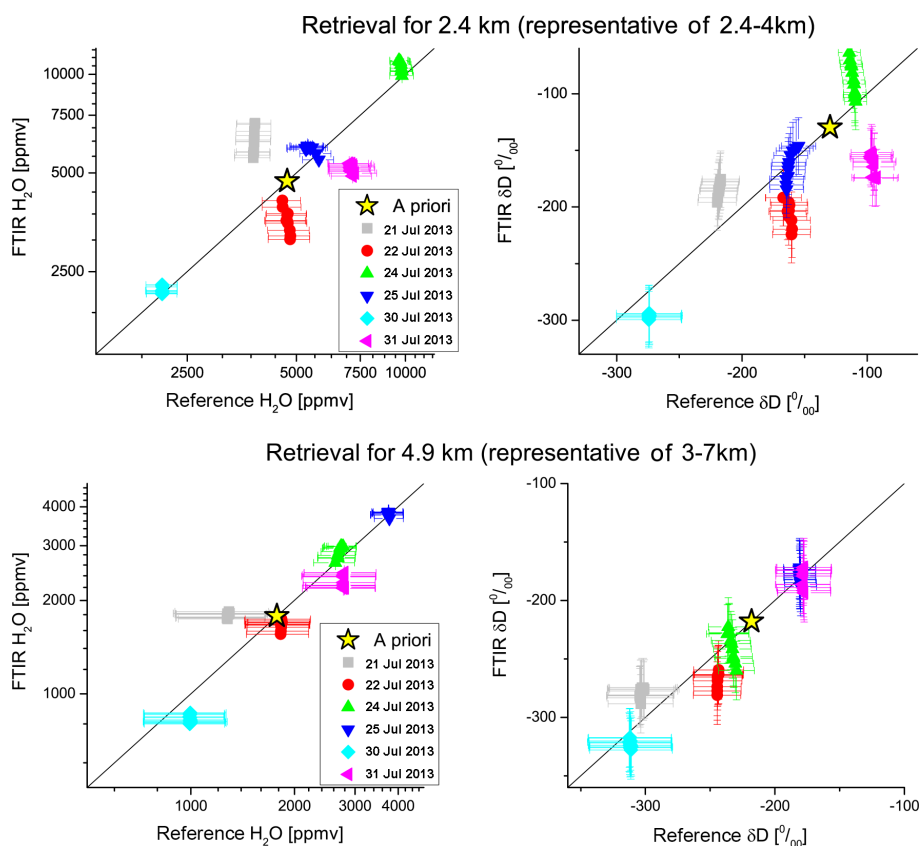 Retrieval for 2.4 km (representative of 2.4-4km)
FTIR H2O [ppmv]
10000
7500
5000
2500
2500
5000
7500
10000
Reference H2O [ppmv]
A priori
21 Jul 2013
22 Jul 2013
24 Jul 2013
25 Jul 2013
30 Jul 2013
31 Jul 2013
FTIR δD [0/00]
-100
-200
-300
-300
-200
-100
Reference δD [0/00]
Retrieval for 4.9 km (representative of 3-7km)
FTIR H2O [ppmv]
4000
3000
2000
1000
1000
2000
3000
4000
Reference H2O [ppmv]
A priori
21 Jul 2013
22 Jul 2013
24 Jul 2013
25 Jul 2013
30 Jul 2013
31 Jul 2013
FTIR δD [0/00]
-100
-200
-300
-300
-200
-100
Reference δD [0/00]